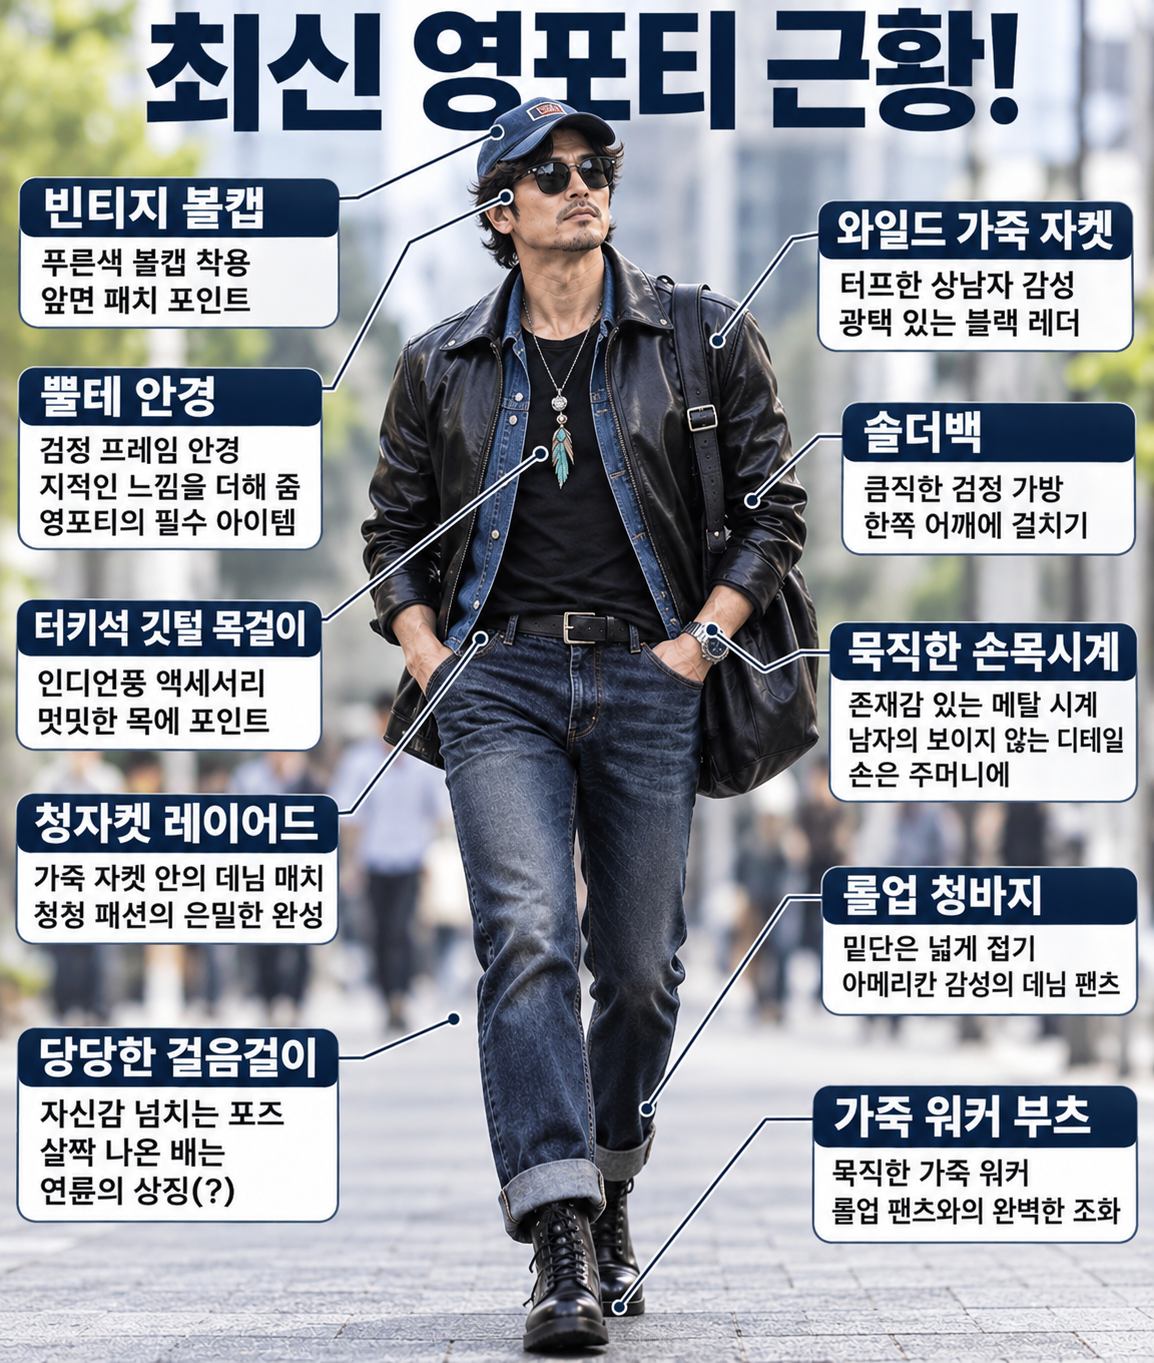 최신 영포티 근황!
빈티지 볼캡
푸른색 볼캡 착용
앞면 패치 포인트
뿔테 안경
검정 프레임 안경
지적인 느낌을 더해 줌
영포티의 필수 아이템
터키석 깃털 목걸이
인디언풍 액세서리
멋밋한 목에 포인트
청자켓 레이어드
가죽 자켓 안의 데님 매치
청청 패션의 은밀한 완성
당당한 걸음걸이
자신감 넘치는 포즈
살짝 나온 배는
연륜의 상징(?)
와일드 가죽 자켓
터프한 상남자 감성
광택 있는 블랙 레더
숄더백
큼직한 검정 가방
한쪽 어깨에 걸치기
묵직한 손목시계
존재감 있는 메탈 시계
남자의 보이지 않는 디테일
손은 주머니에
롤업 청바지
밑단은 넓게 접기
아메리칸 감성의 데님 팬츠
가죽 워커 부츠
묵직한 가죽 워커
롤업 팬츠와의 완벽한 조화